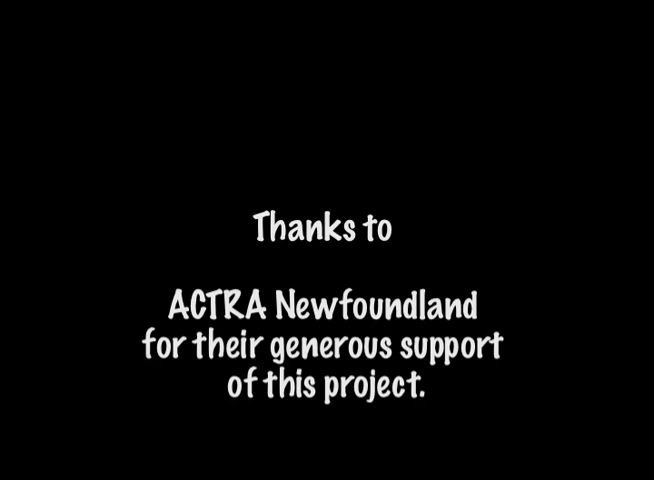 Thanks to
ACTRA Newfoundland
for their generous support
of this project.